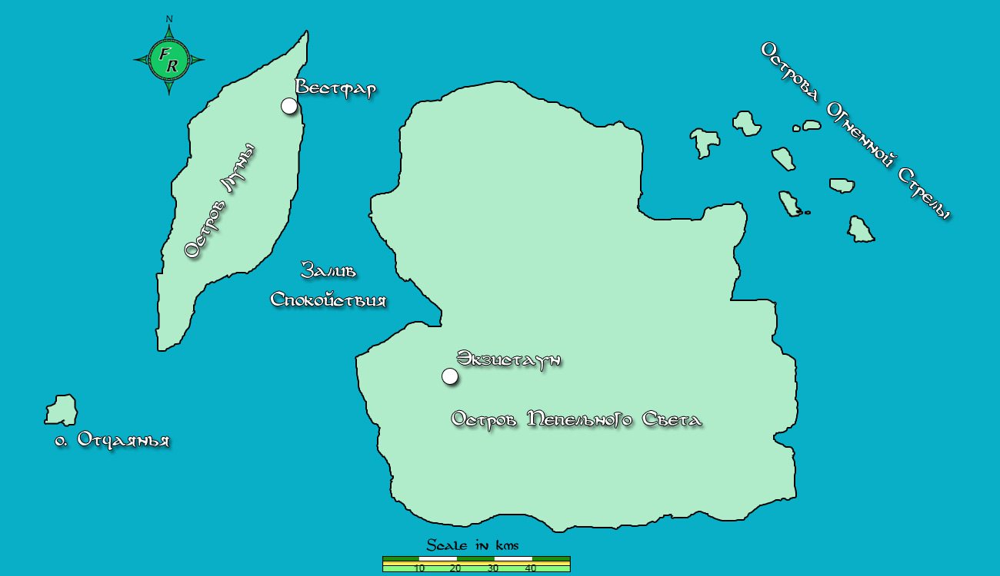 N
F
R
Вестфар
Острова Огненной Стрелы
Остров Луны
Залив
Спокойствия
Экзистаун
Остров Пепельного Света
о. Отчаянья
Scale in kms
10 20 30 40